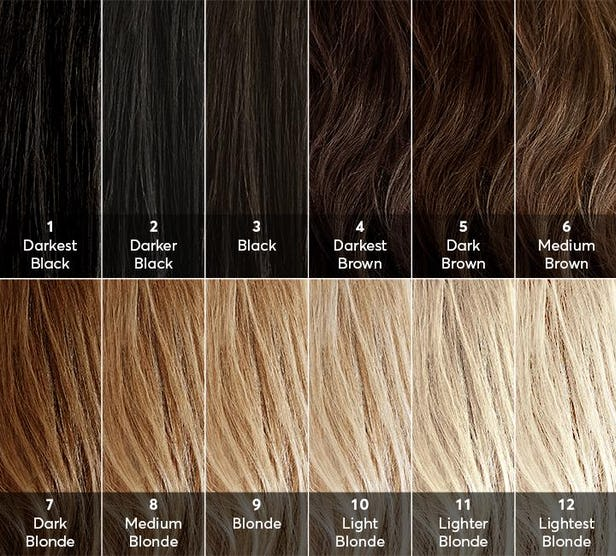 1
Darkest
Black
2
Darker
Black
3
Black
4
Darkest
Brown
5
Dark
Brown
6
Medium
Brown
7
Dark
Blonde
8
Medium
Blonde
9
Blonde
10
Light
Blonde
11
Lighter
Blonde
12
Lightest
Blonde